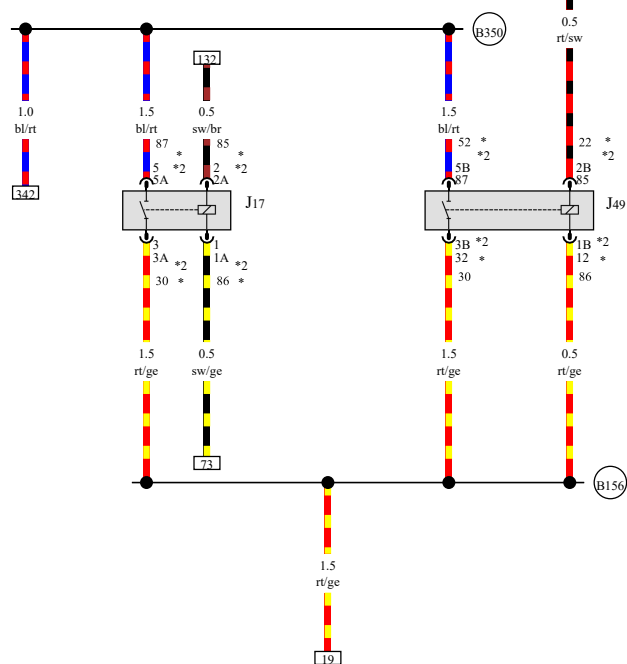 0.5
rt/sw
B350
132
1.0
bl/rt
1.5
bl/rt
0.5
sw/br
1.5
bl/rt
87 *
5 *2
5A
85 *
2 *2
2A
52 *
*2
5B
87
22 *
*2
2B
85
J17
J49
3
3A *2
30 *
1
1A *2
86 *
3B *2
32 *
30
1B *2
12 *
86
342
1.5
rt/ge
0.5
sw/ge
1.5
rt/ge
0.5
rt/ge
73
B156
1.5
rt/ge
19